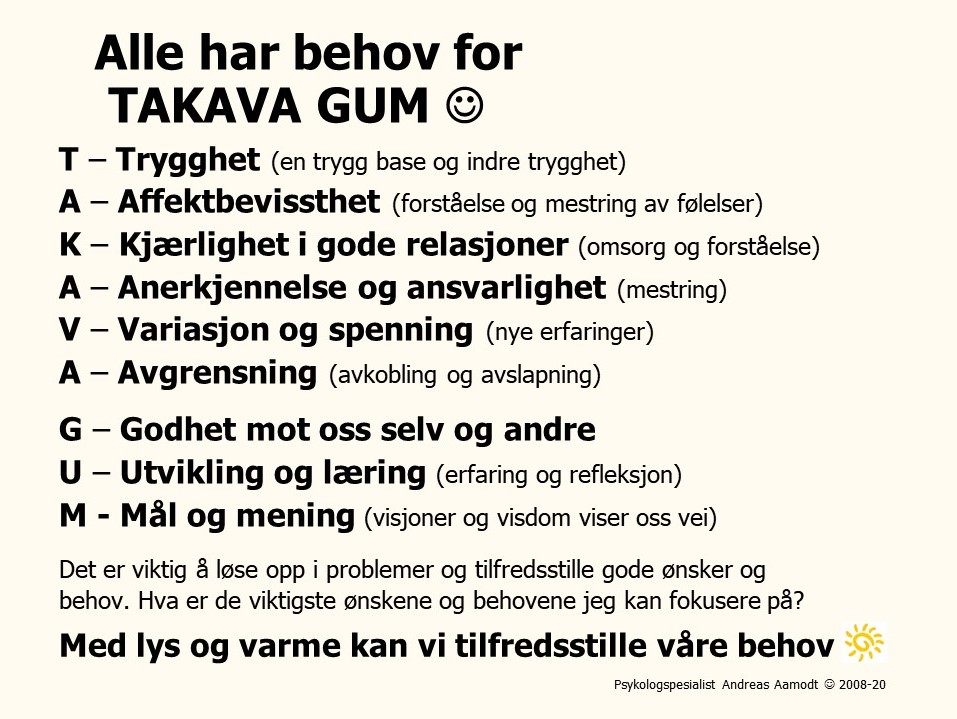 Alle har behov for
TAKAVA GUM ☺
T – Trygghet (en trygg base og indre trygghet)
A – Affektbevissthet (forståelse og mestring av følelser)
K – Kjærlighet i gode relasjoner (omsorg og forståelse)
A – Anerkjennelse og ansvarlighet (mestring)
V – Variasjon og spenning (nye erfaringer)
A – Avgrensning (avkobling og avslapning)
G – Godhet mot oss selv og andre
U – Utvikling og læring (erfaring og refleksjon)
M - Mål og mening (visjoner og visdom viser oss vei)
Det er viktig å løse opp i problemer og tilfredsstille gode ønsker og
behov. Hva er de viktigste ønskene og behovene jeg kan fokusere på?
Med lys og varme kan vi tilfredsstille våre behov
Psykologspesialist Andreas Aamodt ☺ 2008-20